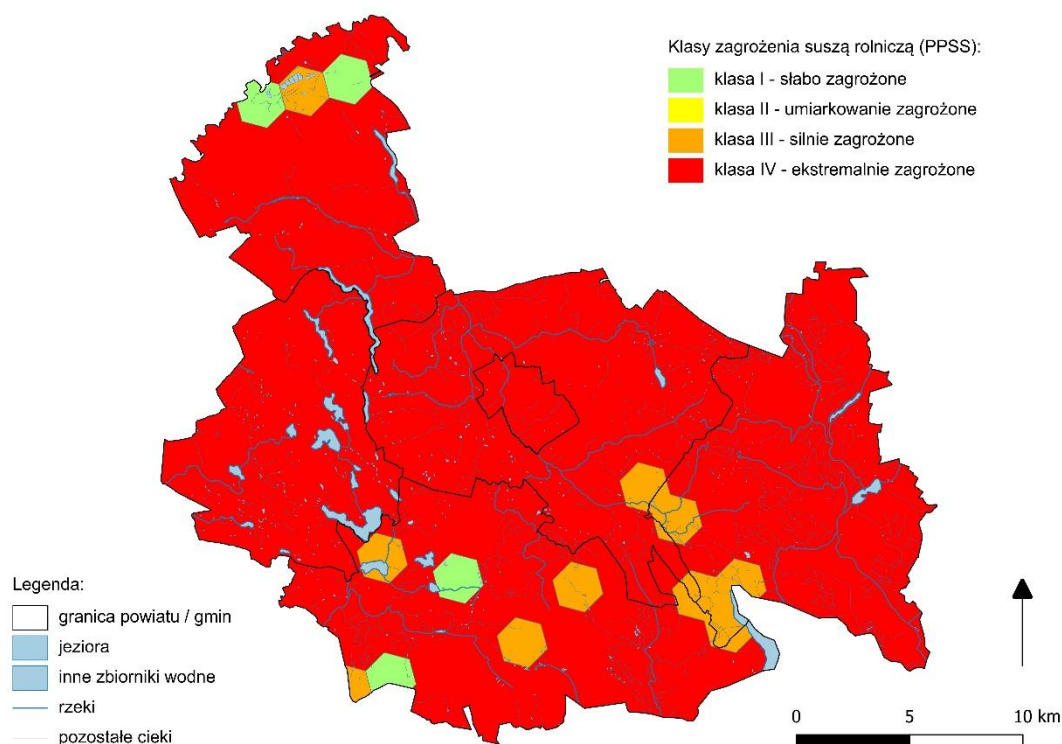 Klasy zagrożenia suszą rolniczą (PPSS):
klasa I - słabo zagrożone
klasa II - umiarkowanie zagrożone
klasa III - silnie zagrożone
klasa IV - ekstremalnie zagrożone
Legenda:
granica powiatu / gmin
jeziora
inne zbiorniki wodne
rzeki
pozostałe cieki
0 5 10 km